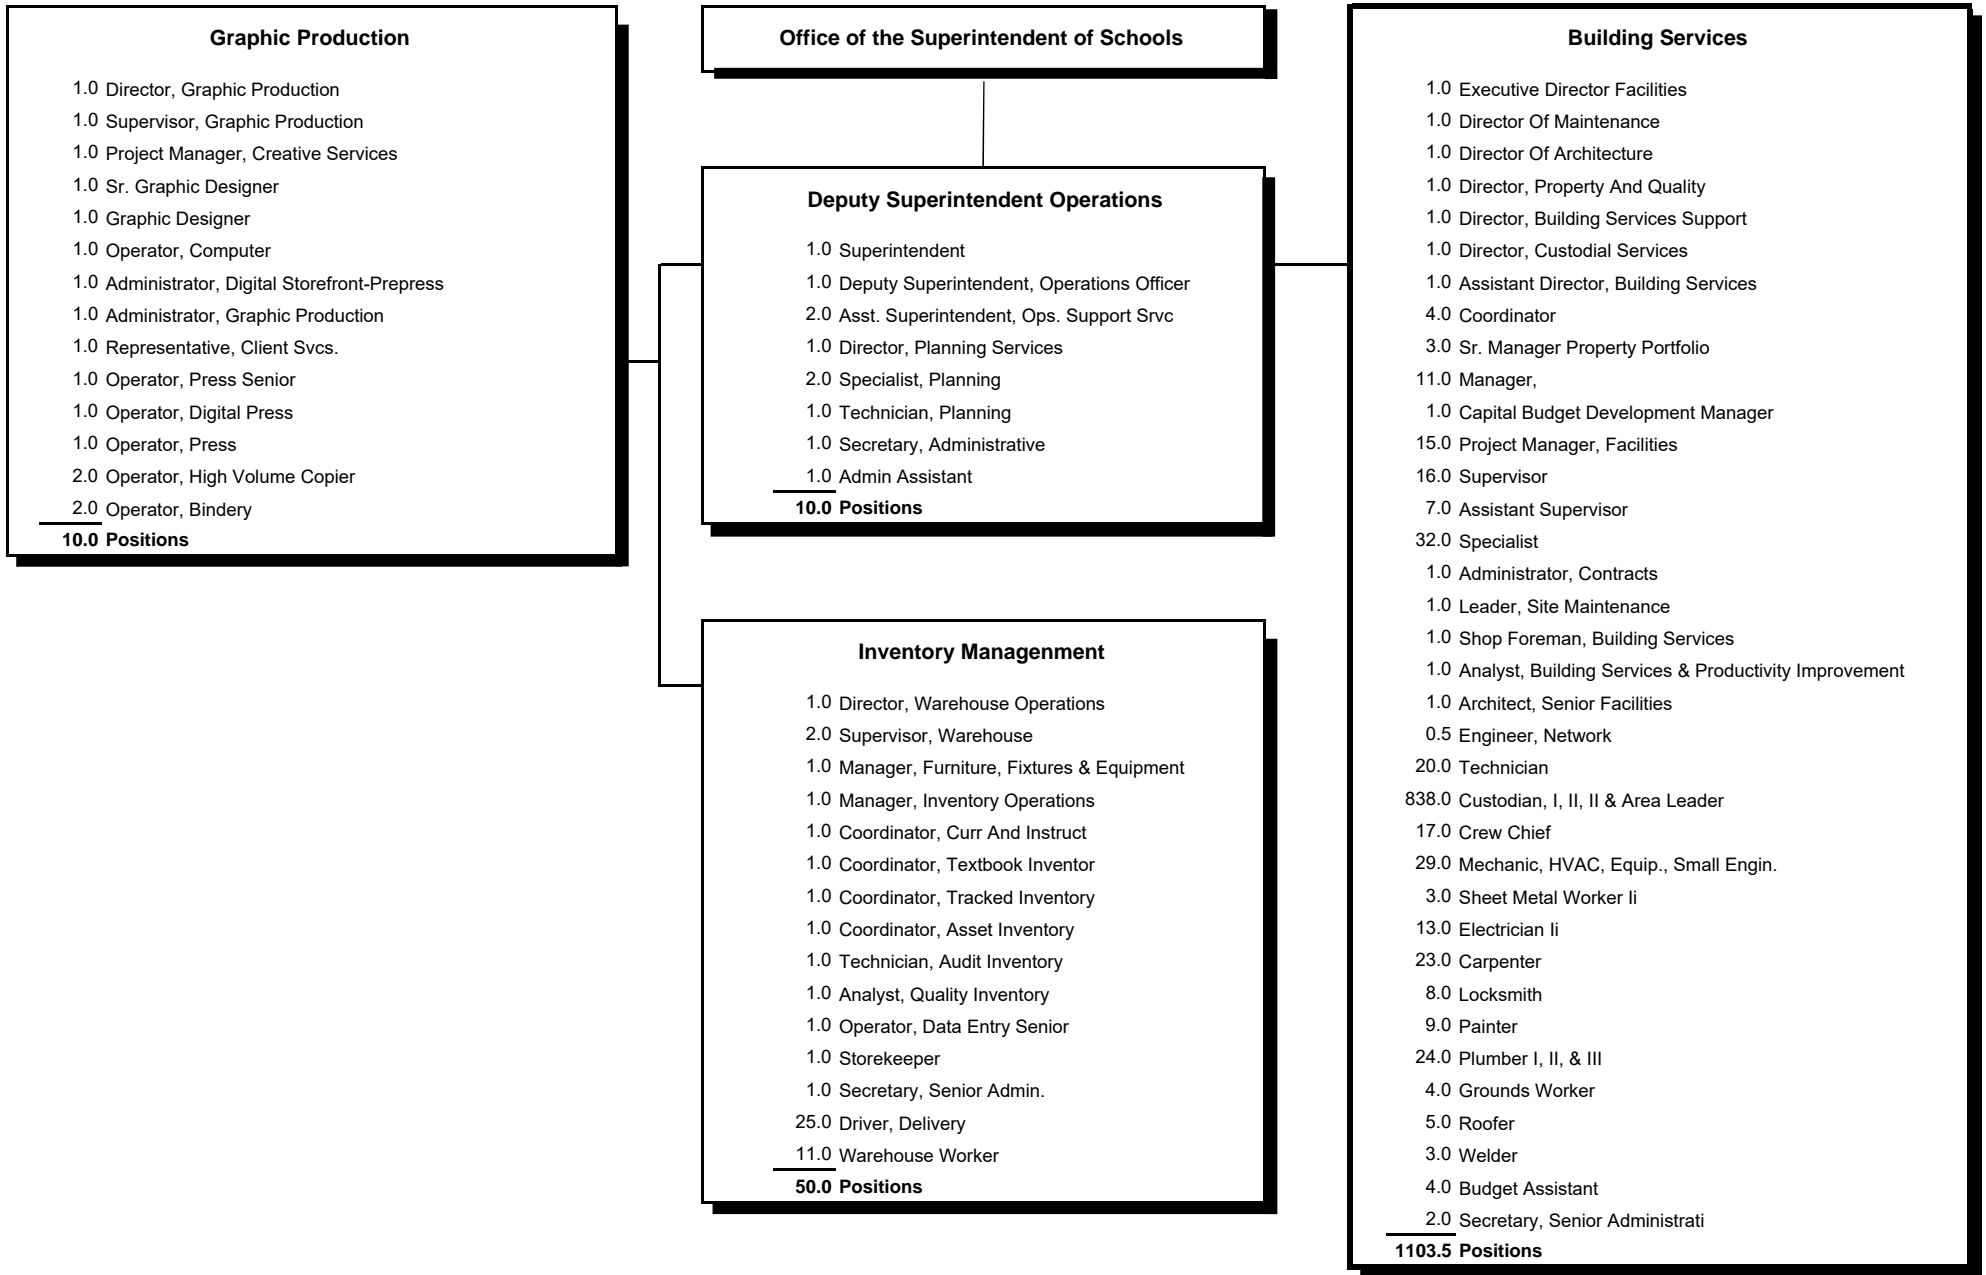 Graphic Production
1.0 Director, Graphic Production
1.0 Supervisor, Graphic Production
1.0 Project Manager, Creative Services
1.0 Sr. Graphic Designer
1.0 Graphic Designer
1.0 Operator, Computer
1.0 Administrator, Digital Storefront-Prepress
1.0 Administrator, Graphic Production
1.0 Representative, Client Svcs.
1.0 Operator, Press Senior
1.0 Operator, Digital Press
1.0 Operator, Press
2.0 Operator, High Volume Copier
2.0 Operator, Bindery
10.0 Positions
Office of the Superintendent of Schools
Deputy Superintendent Operations
1.0 Superintendent
1.0 Deputy Superintendent, Operations Officer
2.0 Asst. Superintendent, Ops. Support Srvc
1.0 Director, Planning Services
2.0 Specialist, Planning
1.0 Technician, Planning
1.0 Secretary, Administrative
1.0 Admin Assistant
10.0 Positions
Inventory Managenment
1.0 Director, Warehouse Operations
2.0 Supervisor, Warehouse
1.0 Manager, Furniture, Fixtures & Equipment
1.0 Manager, Inventory Operations
1.0 Coordinator, Curr And Instruct
1.0 Coordinator, Textbook Inventor
1.0 Coordinator, Tracked Inventory
1.0 Coordinator, Asset Inventory
1.0 Technician, Audit Inventory
1.0 Analyst, Quality Inventory
1.0 Operator, Data Entry Senior
1.0 Storekeeper
1.0 Secretary, Senior Admin.
25.0 Driver, Delivery
11.0 Warehouse Worker
50.0 Positions
Building Services
1.0 Executive Director Facilities
1.0 Director Of Maintenance
1.0 Director Of Architecture
1.0 Director, Property And Quality
1.0 Director, Building Services Support
1.0 Director, Custodial Services
1.0 Assistant Director, Building Services
4.0 Coordinator
3.0 Sr. Manager Property Portfolio
11.0 Manager,
1.0 Capital Budget Development Manager
15.0 Project Manager, Facilities
16.0 Supervisor
7.0 Assistant Supervisor
32.0 Specialist
1.0 Administrator, Contracts
1.0 Leader, Site Maintenance
1.0 Shop Foreman, Building Services
1.0 Analyst, Building Services & Productivity Improvement
1.0 Architect, Senior Facilities
0.5 Engineer, Network
20.0 Technician
838.0 Custodian, I, II, II & Area Leader
17.0 Crew Chief
29.0 Mechanic, HVAC, Equip., Small Engin.
3.0 Sheet Metal Worker Ii
13.0 Electrician Ii
23.0 Carpenter
8.0 Locksmith
9.0 Painter
24.0 Plumber I, II, & III
4.0 Grounds Worker
5.0 Roofer
3.0 Welder
4.0 Budget Assistant
2.0 Secretary, Senior Administrati
1103.5 Positions